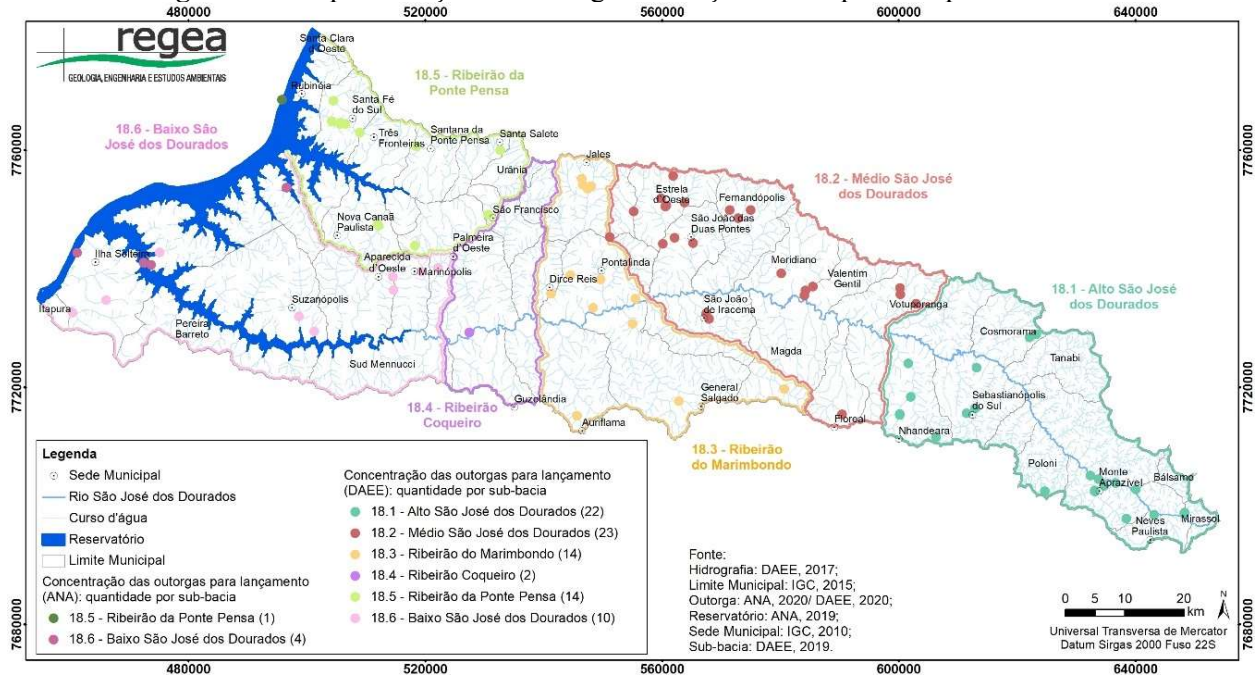 480000 520000 560000 600000 640000
regea
GEOLOGIA, ENGENHARIA E ESTUDOS AMBIENTAIS
Santa Clara
d'Oeste
Rubinéia
18.5 - Ribeirão da
Ponte Pensa
Santa Fé
do Sul
Três
Fronteiras
Santana da
Ponte Pensa
Santa Salete
Urânia
7760000
7760000
18.6 - Baixo São
José dos Dourados
Jales
18.2 - Médio São José
dos Dourados
Estrela
d'Oeste
Fernandópolis
São João das
Duas Pontes
São Francisco
Nova Canaã
Paulista
Palmeira
d'Oeste
Ilha Solteira
Aparecida
d'Oeste
Marinópolis
Pontalinda
Dirce Reis
Meridiano
Valentim
Gentil
Votuporanga
18.1 - Alto São José
dos Dourados
Itapura
Suzanápolis
Pereira
Barreto
São João
de Iracema
Cosmorama
Tanabi
Sud Mennucci
Magda
7720000
7720000
18.4 - Ribeirão
Coqueiro
Guzolândia
General
Salgado
Sebastianópolis
do Sul
Auriflama
Floreal
Nhandeara
18.3 - Ribeirão
do Marimbondo
Poloni
Monte
Aprazível
Bálsamo
Neves
Paulista
Mirassol
Legenda
Sede Municipal
Rio São José dos Dourados
Curso d'água
Reservatório
Limite Municipal
Concentração das outorgas para lançamento
(ANA): quantidade por sub-bacia
18.5 - Ribeirão da Ponte Pensa (1)
18.6 - Baixo São José dos Dourados (4)
Concentração das outorgas para lançamento
(DAEE): quantidade por sub-bacia
18.1 - Alto São José dos Dourados (22)
18.2 - Médio São José dos Dourados (23)
18.3 - Ribeirão do Marimbondo (14)
18.4 - Ribeirão Coqueiro (2)
18.5 - Ribeirão da Ponte Pensa (14)
18.6 - Baixo São José dos Dourados (10)
Fonte:
Hidrografia: DAEE, 2017;
Limite Municipal: IGC, 2015;
Outorga: ANA, 2020/ DAEE, 2020;
Reservatório: ANA, 2019;
Sede Municipal: IGC, 2010;
Sub-bacia: DAEE, 2019.
N
0 5 10 20
km
Universal Transversa de Mercator
Datum Sirgas 2000 Fuso 22S
7680000
7680000
480000 520000 560000 600000 640000